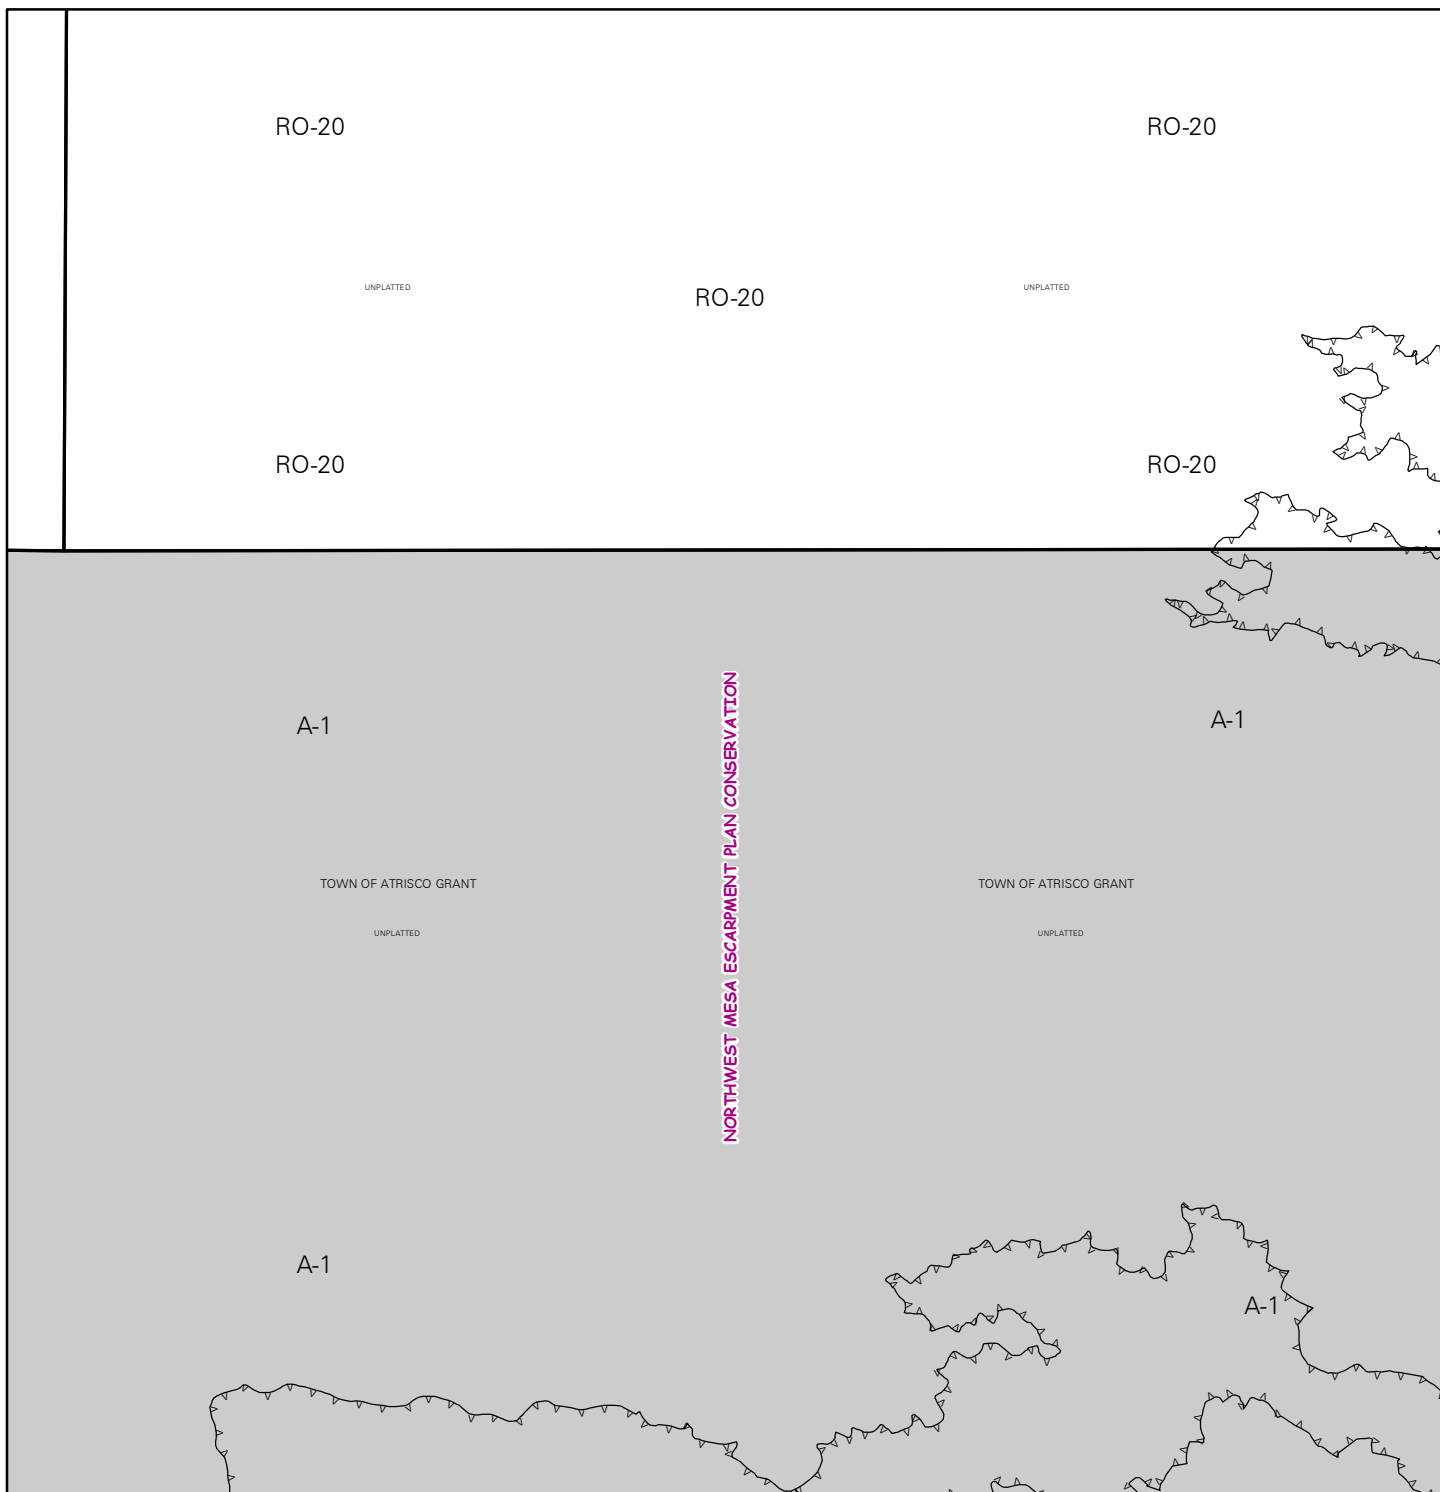 RO-20
RO-20
UNPLATTED
RO-20
UNPLATTED
RO-20
RO-20
A-1
A-1
NORTHWEST MESA ESCARPMENT PLAN CONSERVATION
TOWN OF ATRISCO GRANT
TOWN OF ATRISCO GRANT
UNPLATTED
UNPLATTED
A-1
A-1